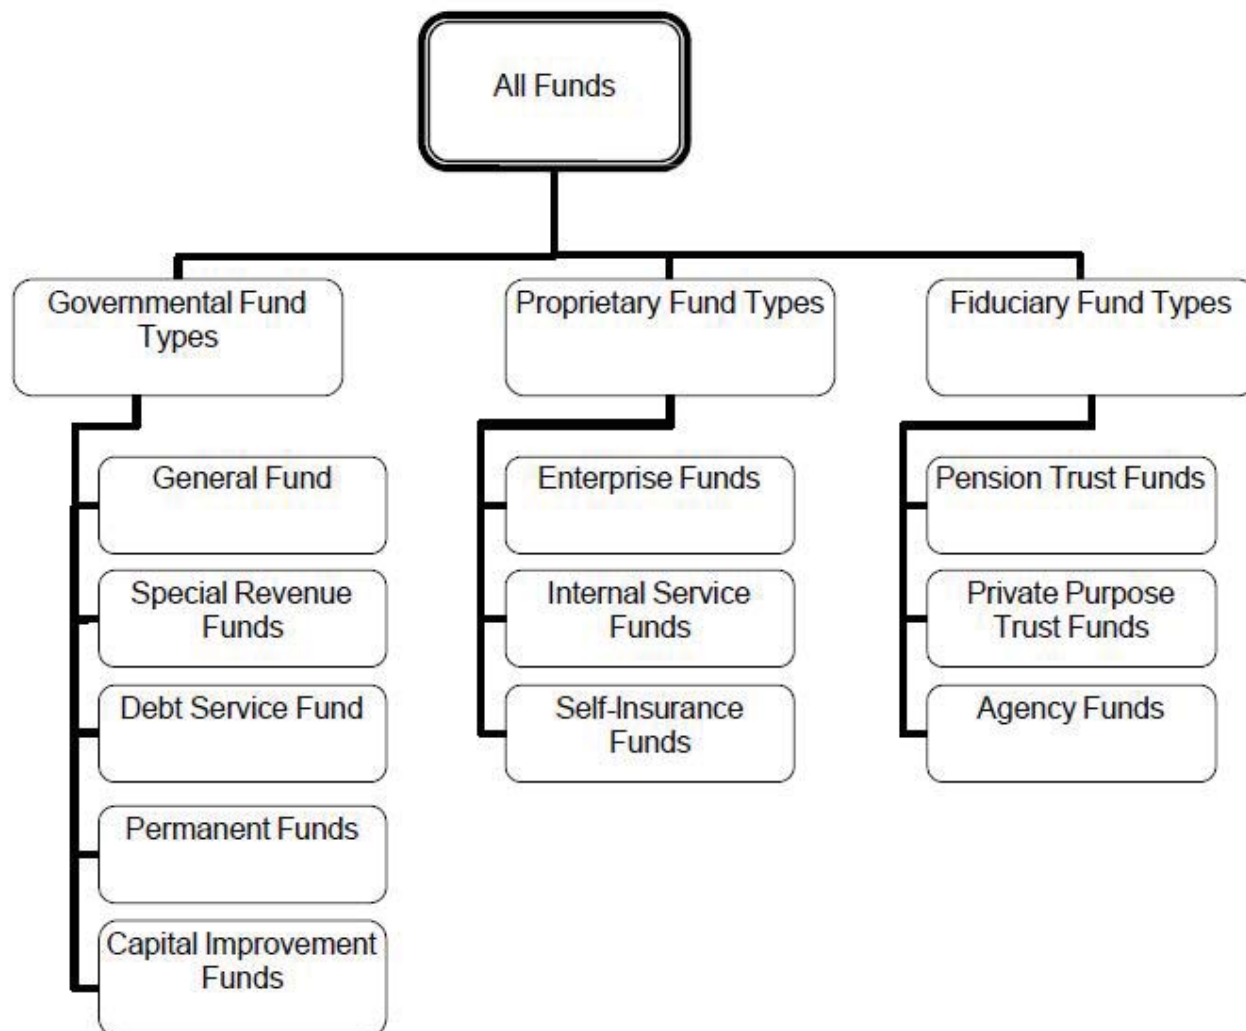 All Funds
Governmental Fund
Types
Proprietary Fund Types
Fiduciary Fund Types
General Fund
Special Revenue
Funds
Debt Service Fund
Permanent Funds
Capital Improvement
Funds
Enterprise Funds
Internal Service
Funds
Self-Insurance
Funds
Pension Trust Funds
Private Purpose
Trust Funds
Agency Funds